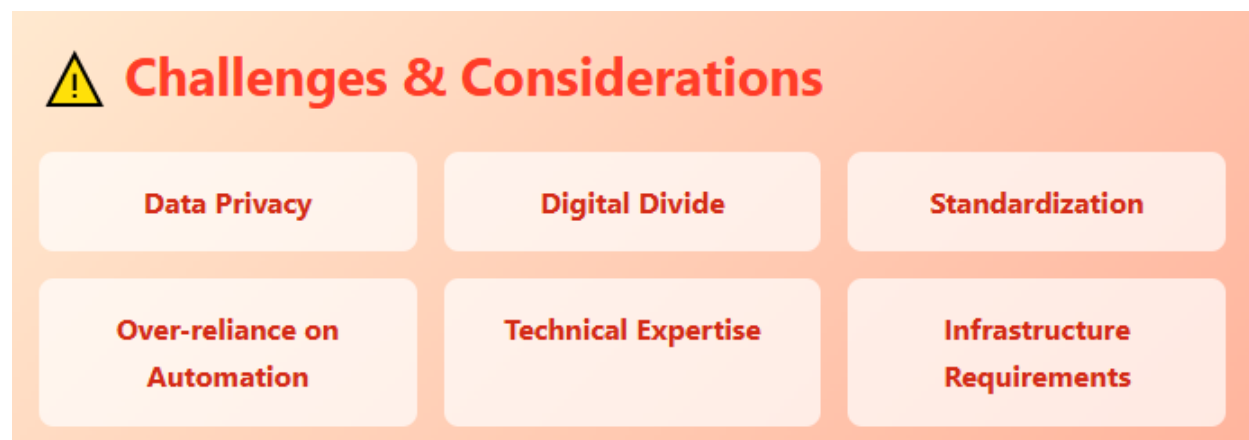 Challenges & Considerations
Data Privacy
Digital Divide
Standardization
Over-reliance on
Automation
Technical Expertise
Infrastructure
Requirements